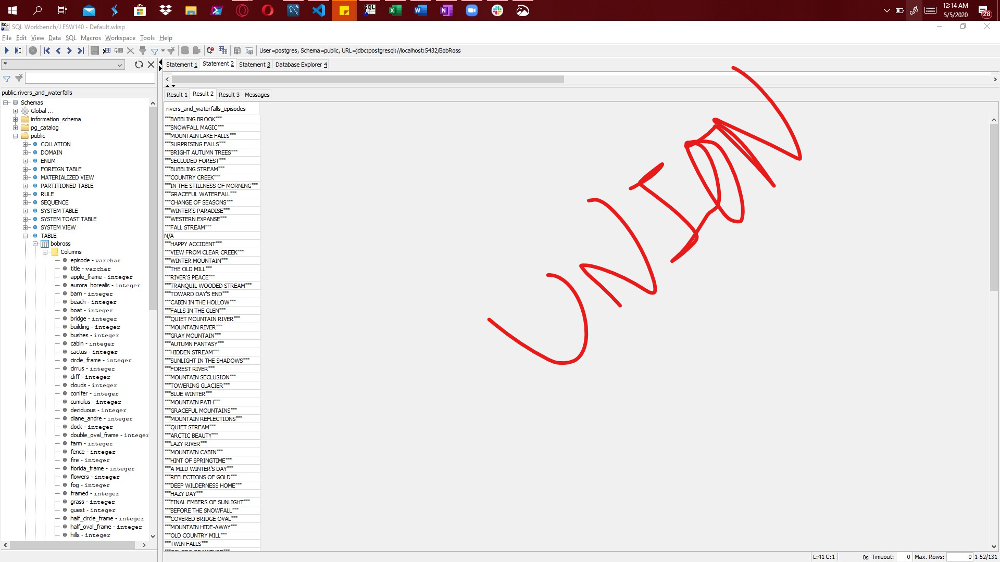 12:14 AM
5/5/2020
28
SQL Workbench/J FSW140 - Default.wksp
File Edit View Data SQL Macros Workspace Tools Help
User=postgres, Schema=public, URL=jdbc:postgresql://localhost:5432/BobRoss
*
Statement 1 Statement 2 Statement 3 Database Explorer 4
public.rivers_and_waterfalls
Schemas
Global ...
information_schema
pg_catalog
public
COLLATION
DOMAIN
ENUM
FOREIGN TABLE
MATERIALIZED VIEW
PARTITIONED TABLE
RULE
SEQUENCE
SYSTEM TABLE
SYSTEM TOAST TABLE
SYSTEM VIEW
TABLE
bobross
Columns
episode - varchar
title - varchar
apple_frame - integer
aurora_borealis - integer
barn - integer
beach - integer
boat - integer
bridge - integer
building - integer
bushes - integer
cabin - integer
cactus - integer
circle_frame - integer
cirrus - integer
cliff - integer
clouds - integer
conifer - integer
cumulus - integer
deciduous - integer
diane_andre - integer
dock - integer
double_oval_frame - integer
farm - integer
fence - integer
fire - integer
florida_frame - integer
flowers - integer
fog - integer
framed - integer
grass - integer
guest - integer
half_circle_frame - integer
half_oval_frame - integer
hills - integer
Result 1 Result 2 Result 3 Messages
rivers_and_waterfalls_episodes
"""BABBLING BROOK"""
"""SNOWFALL MAGIC"""
"""MOUNTAIN LAKE FALLS"""
"""SURPRISING FALLS"""
"""BRIGHT AUTUMN TREES"""
"""SECLUDED FOREST"""
"""BUBBLING STREAM"""
"""COUNTRY CREEK"""
"""IN THE STILLNESS OF MORNING"""
"""GRACEFUL WATERFALL"""
"""CHANGE OF SEASONS"""
"""WINTER'S PARADISE"""
"""WESTERN EXPANSE"""
"""FALL STREAM"""
N/A
"""HAPPY ACCIDENT"""
"""VIEW FROM CLEAR CREEK"""
"""WINTER MOUNTAIN"""
"""THE OLD MILL"""
"""RIVER'S PEACE"""
"""TRANQUIL WOODED STREAM"""
"""TOWARD DAY'S END"""
"""CABIN IN THE HOLLOW"""
"""FALLS IN THE GLEN"""
"""QUIET MOUNTAIN RIVER"""
"""MOUNTAIN RIVER"""
"""GRAY MOUNTAIN"""
"""AUTUMN FANTASY"""
"""HIDDEN STREAM"""
"""SUNLIGHT IN THE SHADOWS"""
"""FOREST RIVER"""
"""MOUNTAIN SECLUSION"""
"""TOWERING GLACIER"""
"""BLUE WINTER"""
"""MOUNTAIN PATH"""
"""GRACEFUL MOUNTAINS"""
"""MOUNTAIN REFLECTIONS"""
"""QUIET STREAM"""
"""ARCTIC BEAUTY"""
"""LAZY RIVER"""
"""MOUNTAIN CABIN"""
"""HINT OF SPRINGTIME"""
"""A MILD WINTER'S DAY"""
"""REFLECTIONS OF GOLD"""
"""DEEP WILDERNESS HOME"""
"""HAZY DAY"""
"""FINAL EMBERS OF SUNLIGHT"""
"""BEFORE THE SNOWFALL"""
"""COVERED BRIDGE OVAL"""
"""MOUNTAIN HIDE-AWAY"""
"""OLD COUNTRY MILL"""
"""TWIN FALLS"""
UNION
L:41 C:1 0s Timeout: 0 Max. Rows: 0 1-52/131